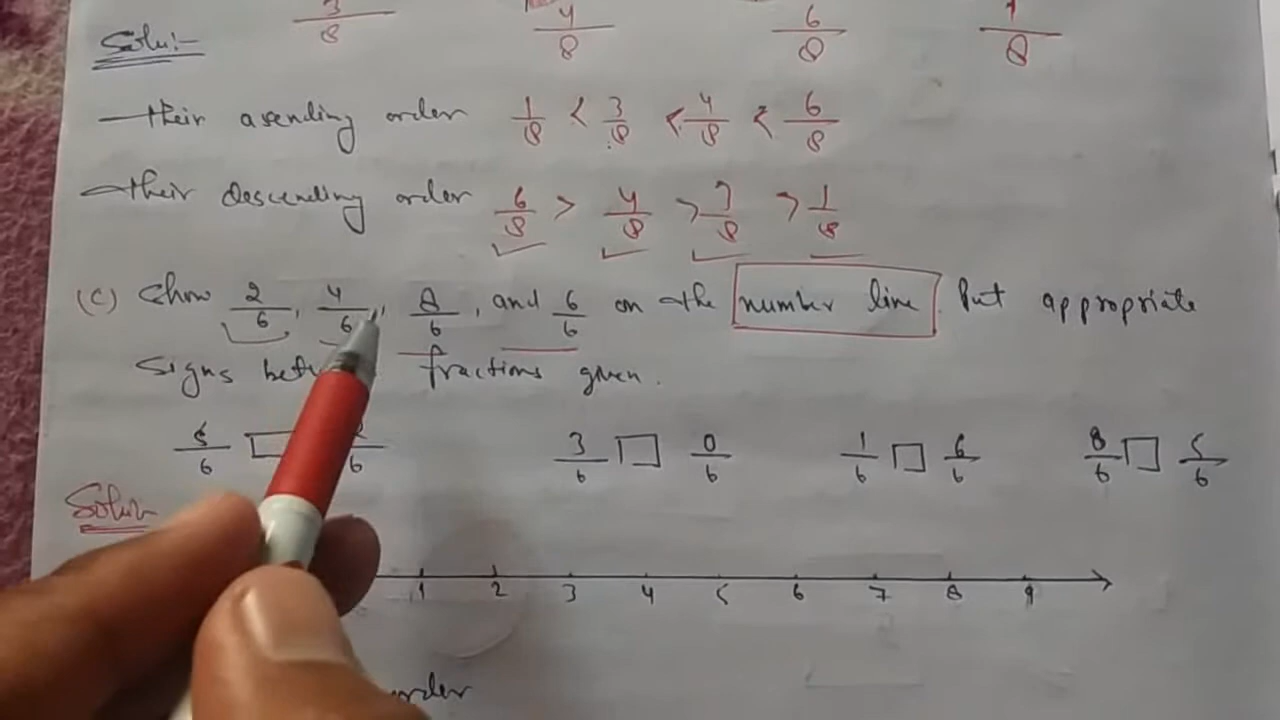 3/8 4/8 6/8 1/8
Solu:-
their asending order 1/8 < 3/8 < 4/8 < 6/8
their descending order 6/8 > 4/8 > 3/8 > 1/8
(C) Show 2/6, 4/6, 8/6, and 6/6 on the number line. Put appropriate
Signs fractions given.
5/6 □ /6 3/6 □ 0/6 1/6 □ 6/6 8/6 □ 5/6
Solu:-
1 2 3 4 5 6 7 8 9
order